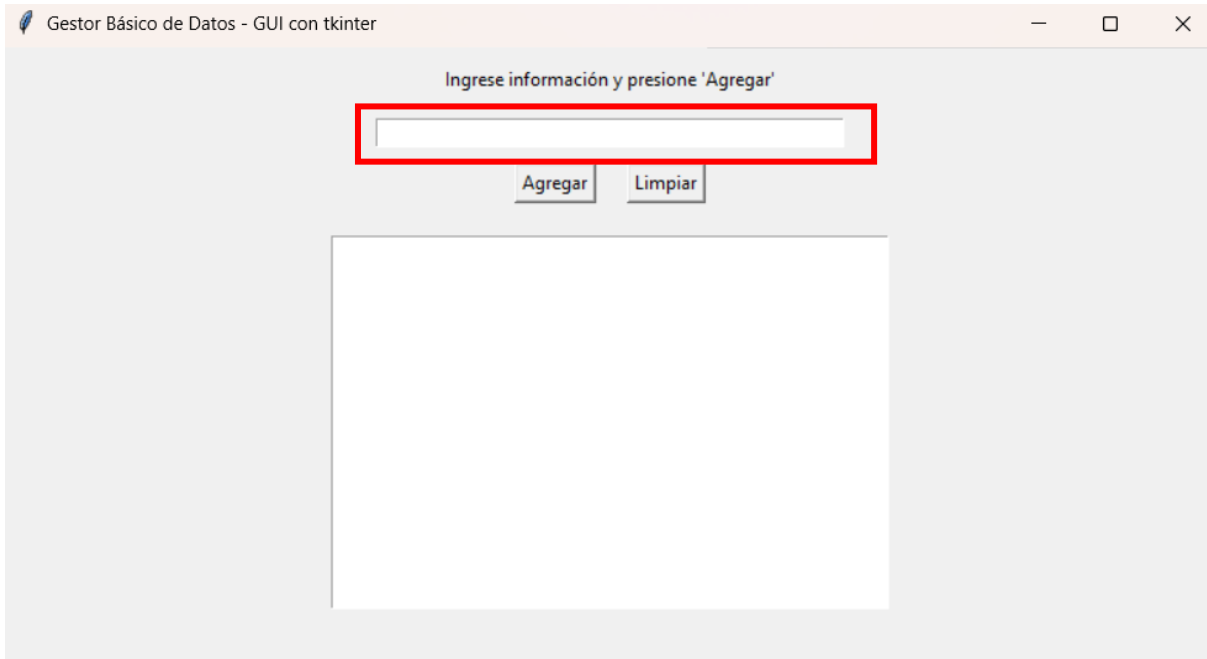 Gestor Básico de Datos - GUI con tkinter
Ingrese información y presione 'Agregar'
Agregar Limpiar